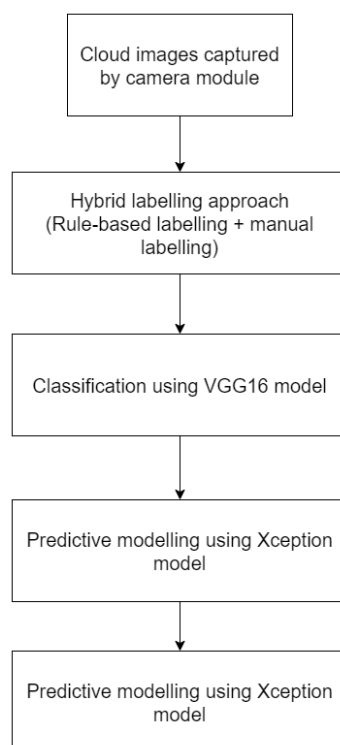 Cloud images captured
by camera module
Hybrid labelling approach
(Rule-based labelling + manual
labelling)
Classification using VGG16 model
Predictive modelling using Xception
model
Predictive modelling using Xception
model